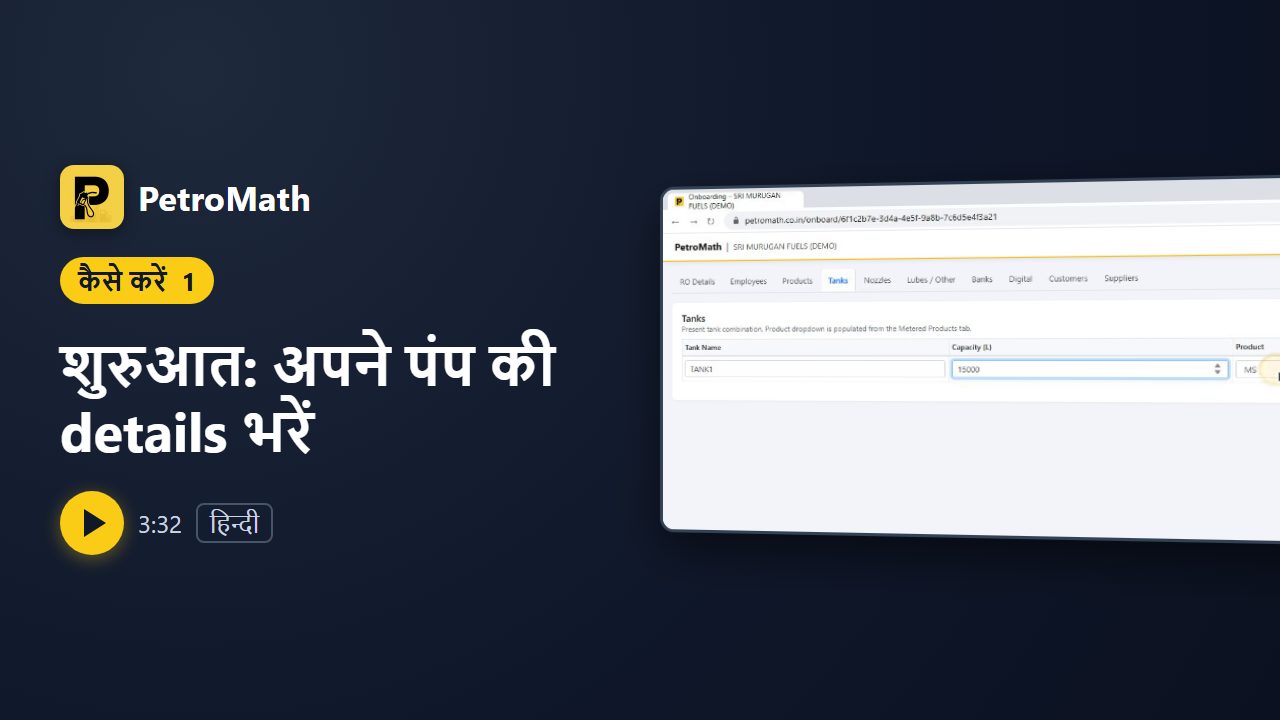 PetroMath
कैसे करें 1
शुरुआत: अपने पंप की
details भरें
3:32 हिन्दी
Onboarding – SRI MURUGAN
FUELS (DEMO)
petromath.co.in/onboard/6f1c2b7e-3d4a-4e5f-9a8b-7c6d5e4f3a21
PetroMath | SRI MURUGAN FUELS (DEMO)
RO Details Employees Products Tanks Nozzles Lubes / Other Banks Digital Customers Suppliers
Tanks
Present tank combination. Product dropdown is populated from the Metered Products tab.
Tank Name Capacity (L) Product
TANK1 15000 MS